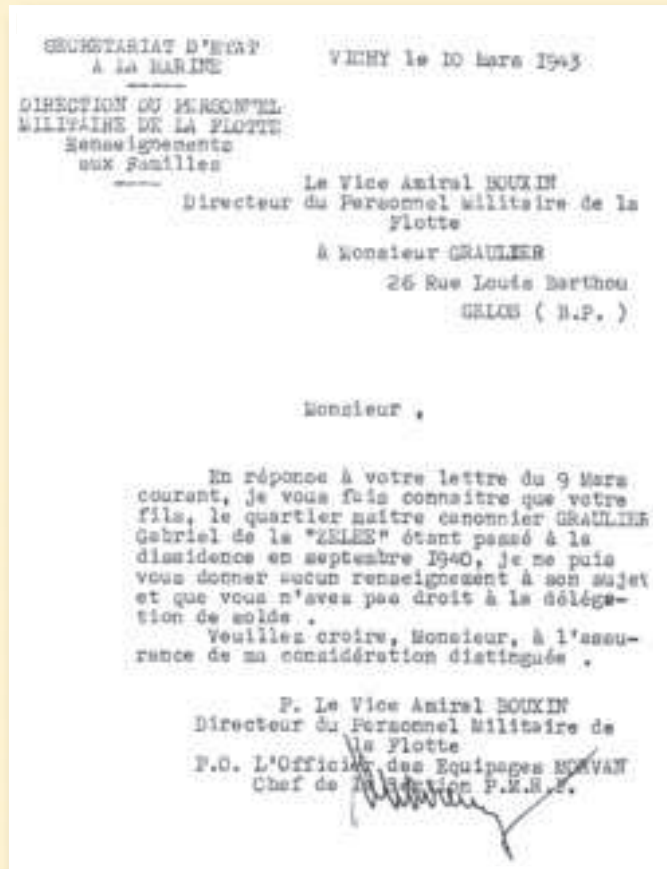 SECRETARIAT D'ETAT
A LA MARINE
VICHY le 10 Mars 1943
DIRECTION DU PERSONNEL
MILITAIRE DE LA FLOTTE
Renseignements
aux Familles
Le Vice Amiral BOUXIN
Directeur du Personnel Militaire de la
Flotte
à Monsieur GRAULIER
26 Rue Louis Barthou
GELOS ( B.P. )
Monsieur ,
En réponse à votre lettre du 9 Mars
courant, je vous fais connaitre que votre
fils, le quartier maitre canonnier GRAULIER
Gabriel de la "ZELEE" étant passé à la
dissidence en septembre 1940, je ne puis
vous donner aucun renseignement à son sujet
et que vous n'avez pas droit à la déléga-
tion de solde .
Veuillez croire, Monsieur, à l'assu-
rance de ma considération distinguée .
P. Le Vice Amiral BOUXIN
Directeur du Personnel Militaire de
la Flotte
P.O. L'Officier des Equipages MORVAN
Chef de la Section